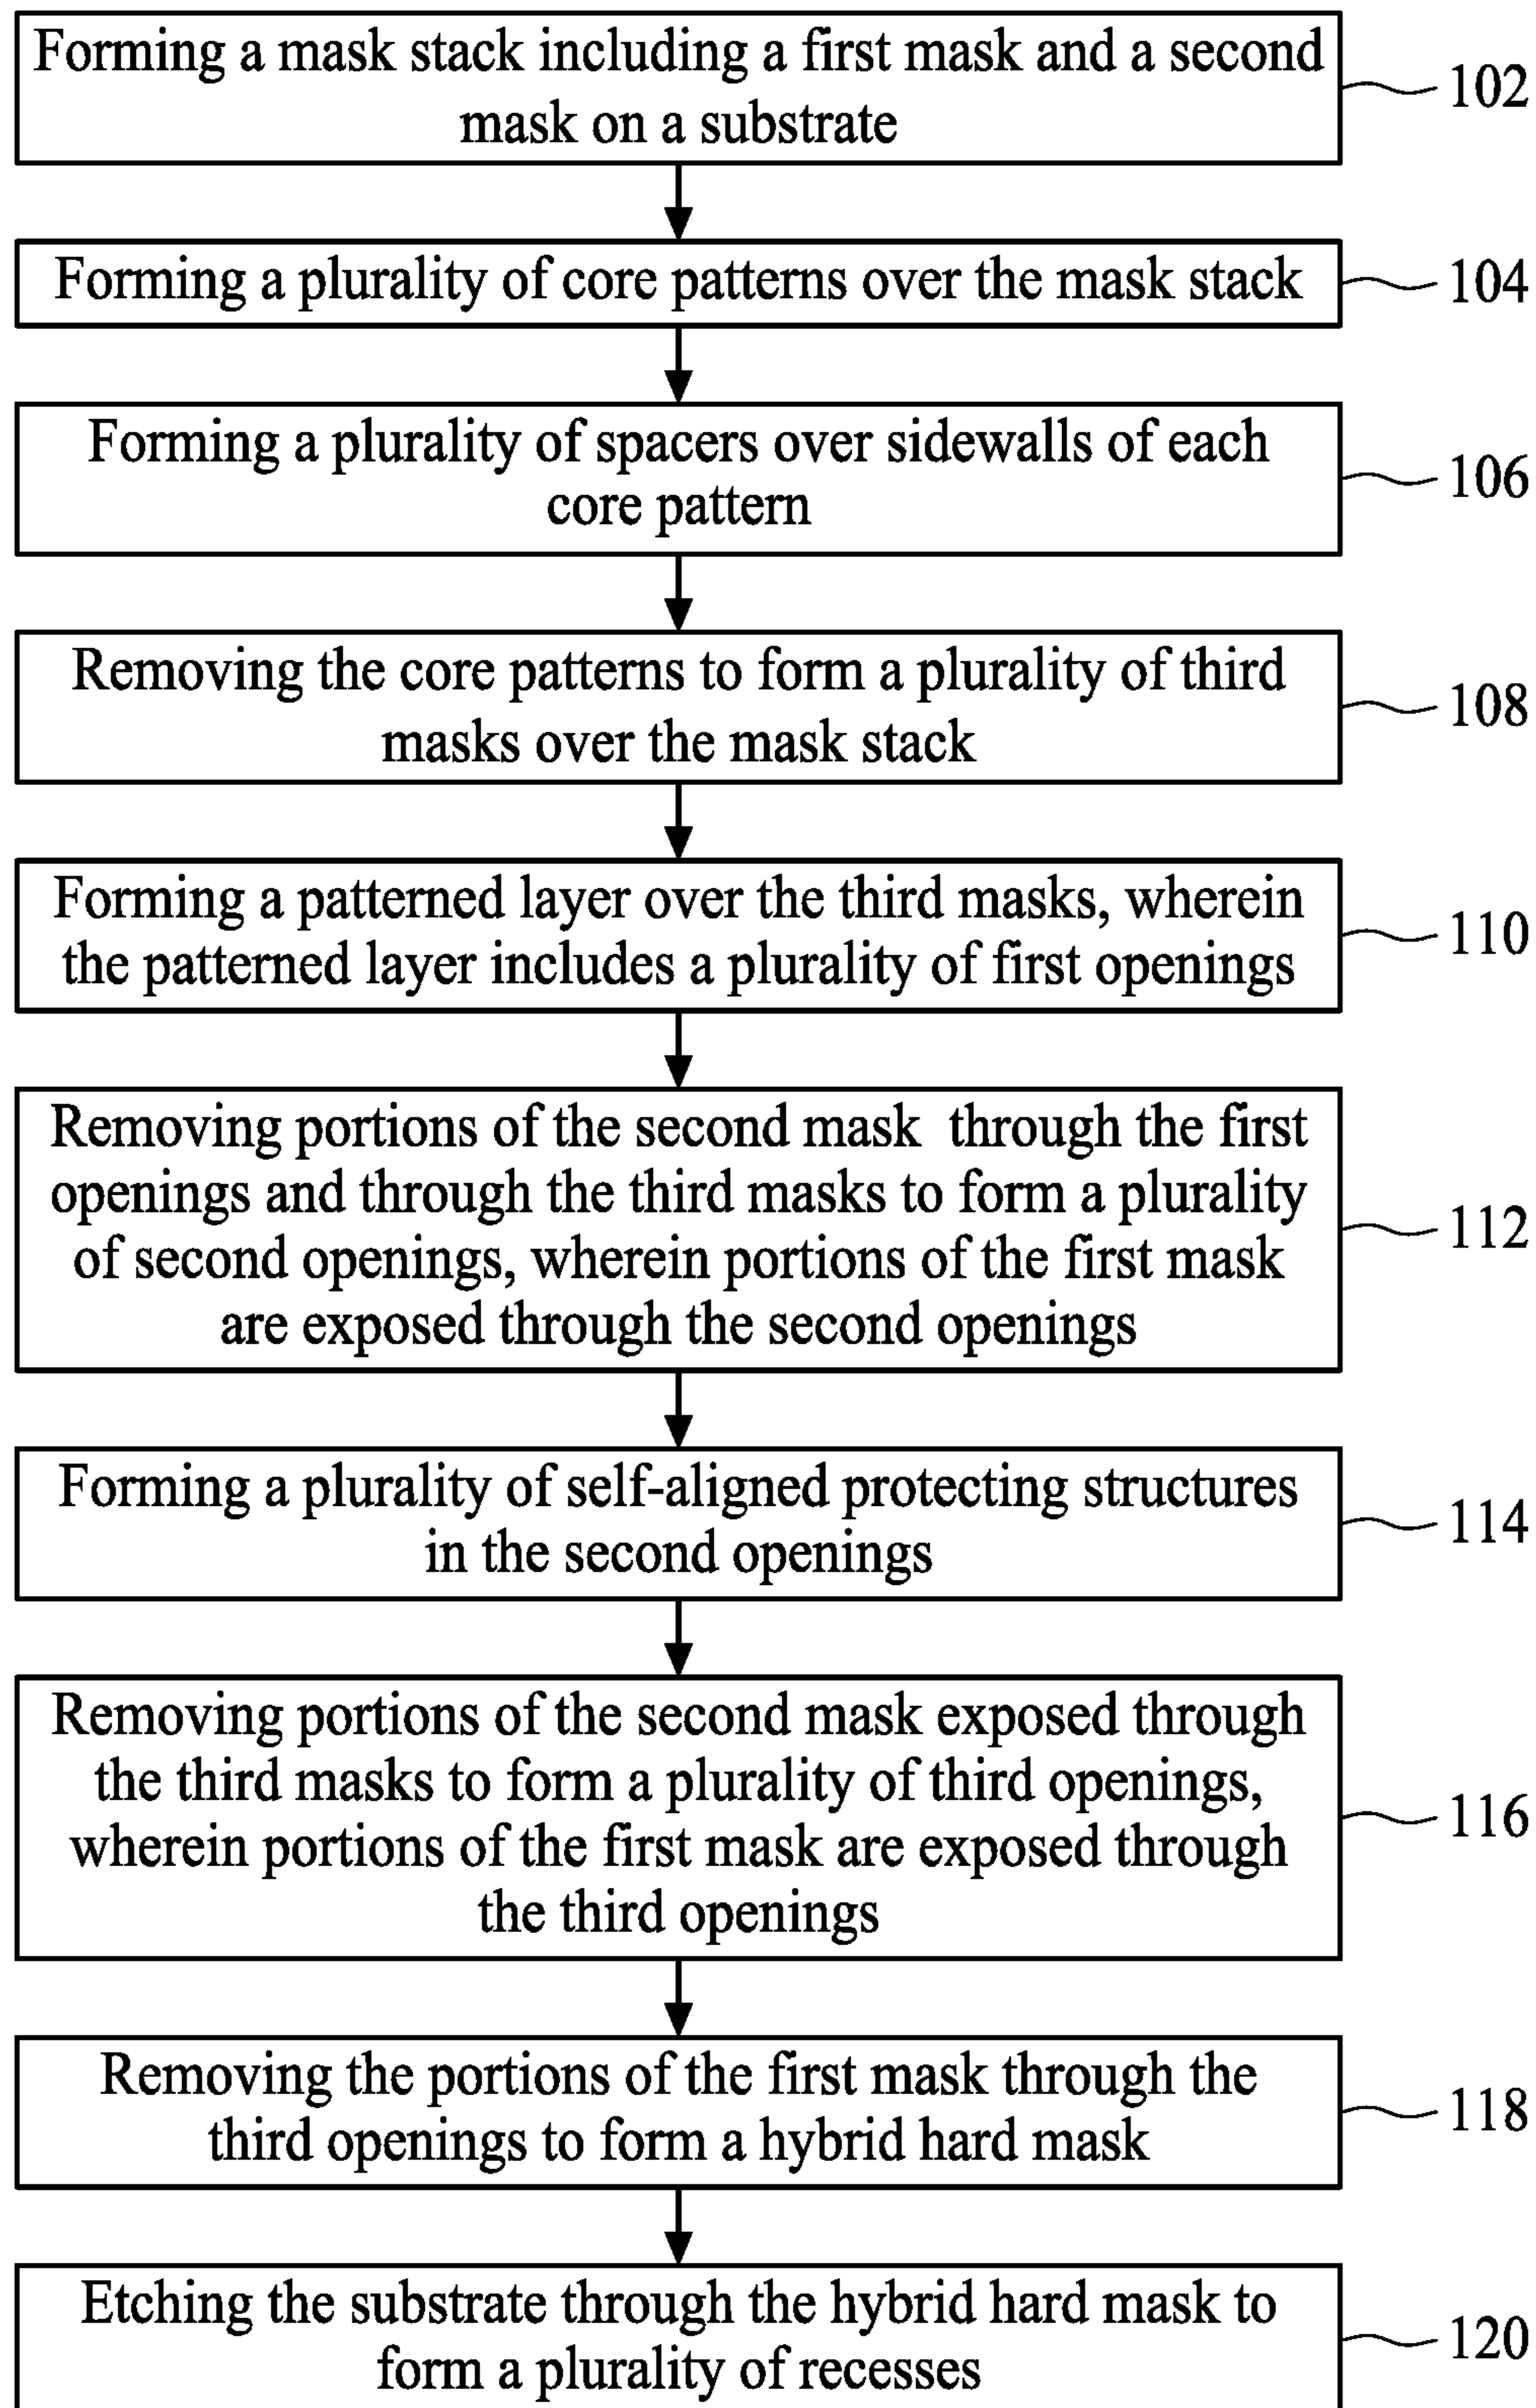 Forming a mask stack including a first mask and a second
mask on a substrate
102
Forming a plurality of core patterns over the mask stack
104
Forming a plurality of spacers over sidewalls of each
core pattern
106
Removing the core patterns to form a plurality of third
masks over the mask stack
108
Forming a patterned layer over the third masks, wherein
the patterned layer includes a plurality of first openings
110
Removing portions of the second mask through the first
openings and through the third masks to form a plurality
of second openings, wherein portions of the first mask
are exposed through the second openings
112
Forming a plurality of self-aligned protecting structures
in the second openings
114
Removing portions of the second mask exposed through
the third masks to form a plurality of third openings,
wherein portions of the first mask are exposed through
the third openings
116
Removing the portions of the first mask through the
third openings to form a hybrid hard mask
118
Etching the substrate through the hybrid hard mask to
form a plurality of recesses
120